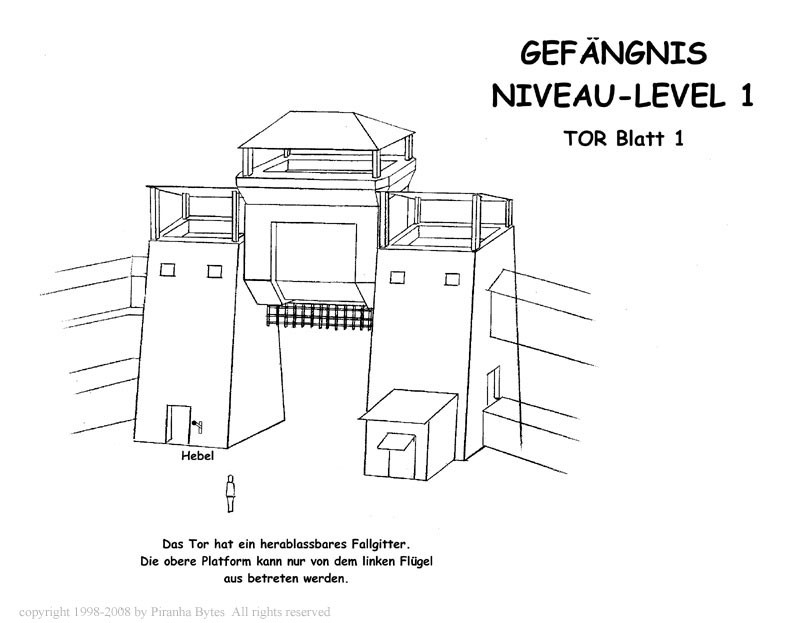 GEFÄNGNIS
NIVEAU-LEVEL 1
TOR Blatt 1
Hebel
Das Tor hat ein herablassbares Fallgitter.
Die obere Platform kann nur von dem linken Flügel
aus betreten werden.
copyright 1998-2008 by Piranha Bytes All rights reserved